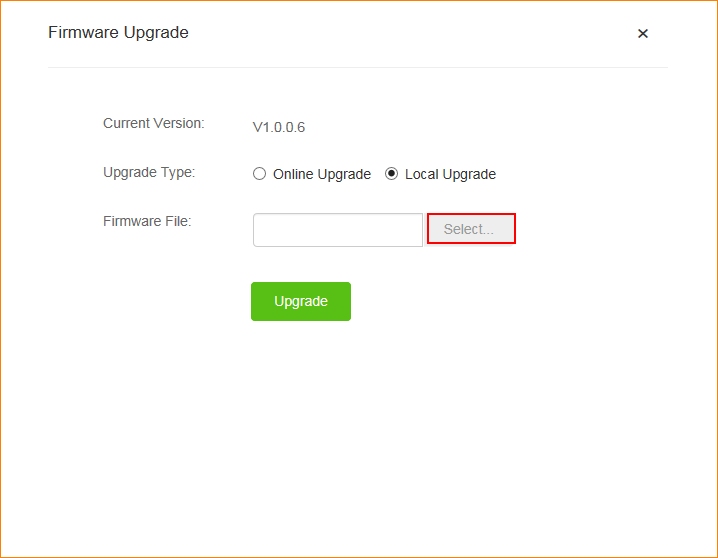 Firmware Upgrade
Current Version: V1.0.0.6
Upgrade Type: Online Upgrade Local Upgrade
Firmware File: Select...
Upgrade